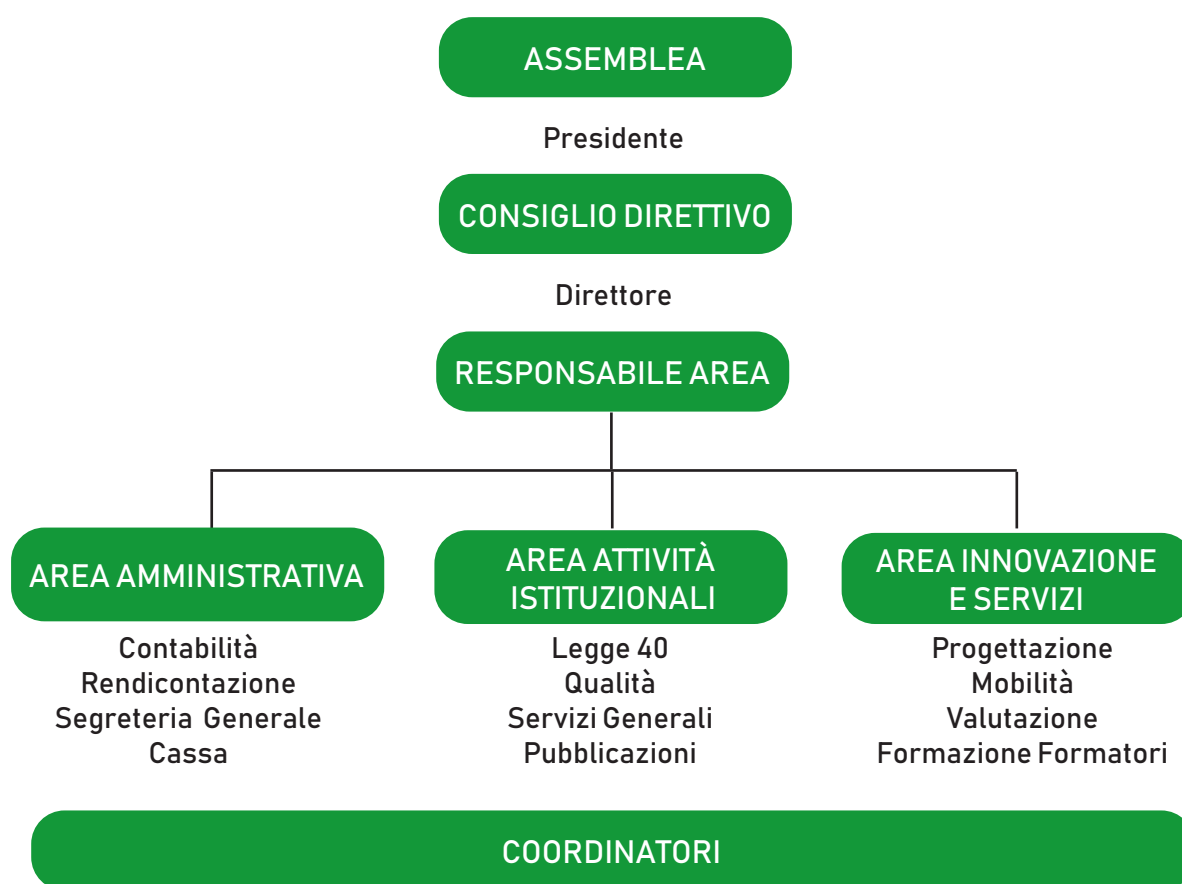 ASSEMBLEA
Presidente
CONSIGLIO DIRETTIVO
Direttore
RESPONSABILE AREA
AREA AMMINISTRATIVA
Contabilità
Rendicontazione
Segreteria Generale
Cassa
AREA ATTIVITÀ
ISTITUZIONALI
Legge 40
Qualità
Servizi Generali
Pubblicazioni
AREA INNOVAZIONE
E SERVIZI
Progettazione
Mobilità
Valutazione
Formazione Formatori
COORDINATORI